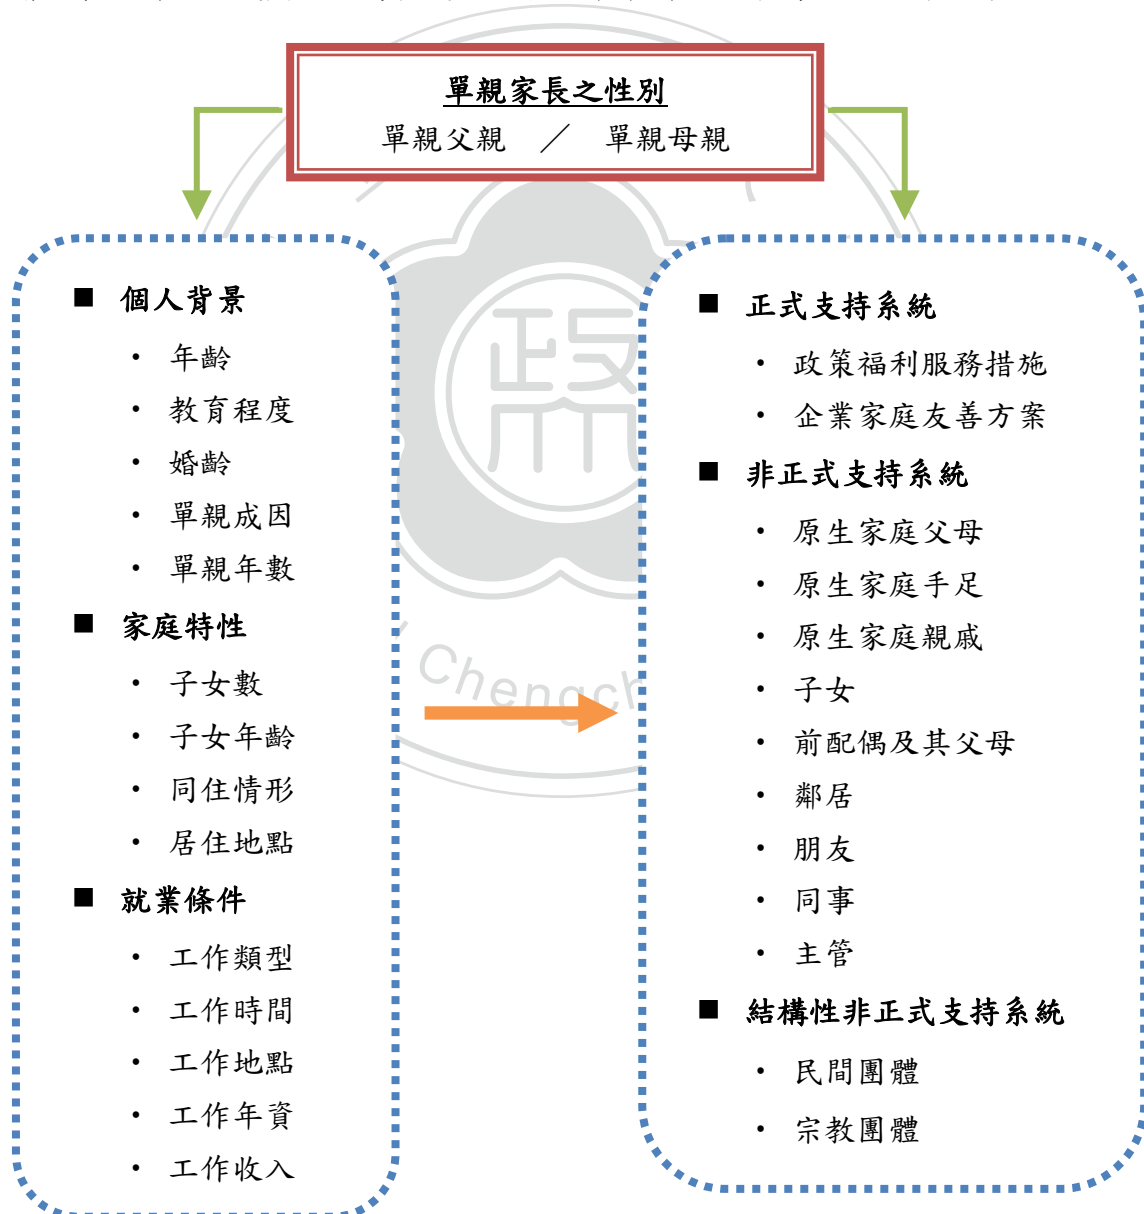 單親家長之性別
單親父親 ／ 單親母親
■ 個人背景
・ 年齡
・ 教育程度
・ 婚齡
・ 單親成因
・ 單親年數
■ 家庭特性
・ 子女數
・ 子女年齡
・ 同住情形
・ 居住地點
■ 就業條件
・ 工作類型
・ 工作時間
・ 工作地點
・ 工作年資
・ 工作收入
■ 正式支持系統
・ 政策福利服務措施
・ 企業家庭友善方案
■ 非正式支持系統
・ 原生家庭父母
・ 原生家庭手足
・ 原生家庭親戚
・ 子女
・ 前配偶及其父母
・ 鄰居
・ 朋友
・ 同事
・ 主管
■ 結構性非正式支持系統
・ 民間團體
・ 宗教團體
政
Chengch